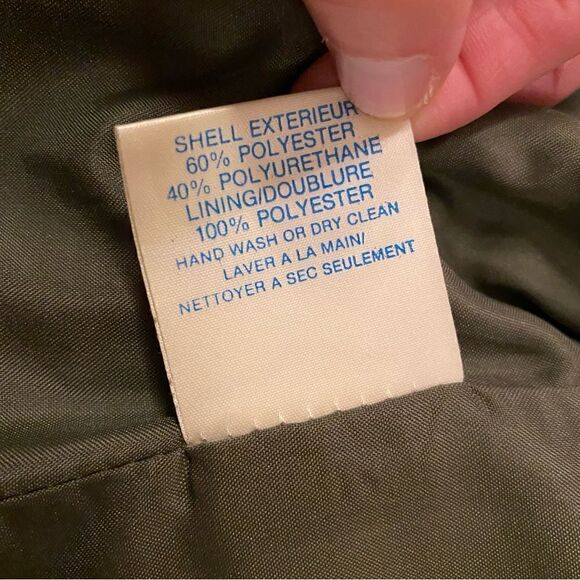 SHELL EXTERIEUR
60% POLYESTER
40% POLYURETHANE
LINING/DOUBLURE
100% POLYESTER
HAND WASH OR DRY CLEAN
LAVER A LA MAIN/
NETTOYER A SEC SEULEMENT